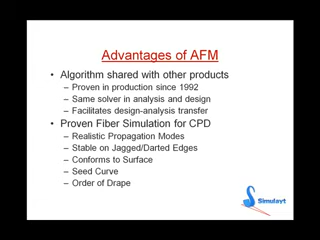 Advantages of AFM
• Algorithm shared with other products
– Proven in production since 1992
– Same solver in analysis and design
– Facilitates design-analysis transfer
• Proven Fiber Simulation for CPD
– Realistic Propagation Modes
– Stable on Jagged/Darted Edges
– Conforms to Surface
– Seed Curve
– Order of Drape
Simulayt